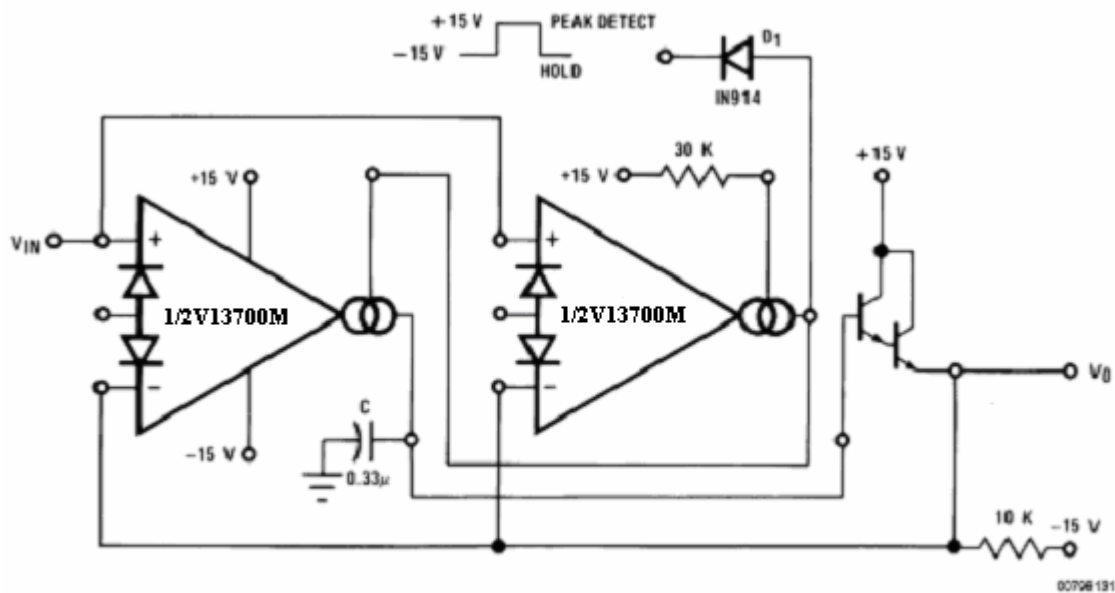 +15 V
PEAK DETECT
-15 V
HOLD
D1
IN914
30 K
+15 V
+15 V
+15 V
VIN
+
+
1/2V13700M
1/2V13700M
-
-
C
-15 V
0.33μ
VO
10 K
-15 V
00798131